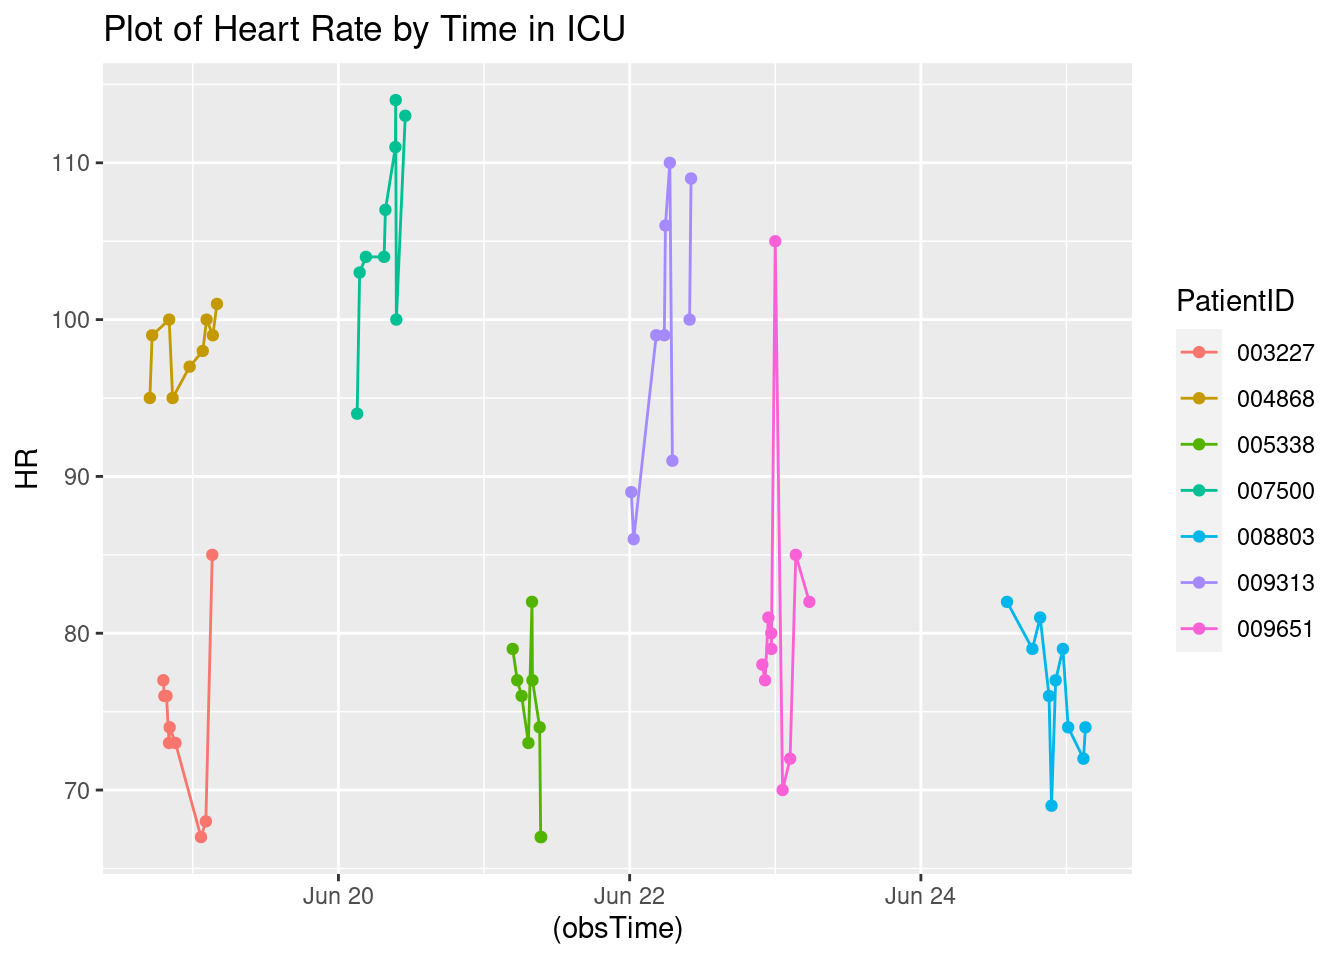 Plot of Heart Rate by Time in ICU
HR
110
100
90
80
70
Jun 20
Jun 22
Jun 24
(obsTime)
PatientID
003227
004868
005338
007500
008803
009313
009651